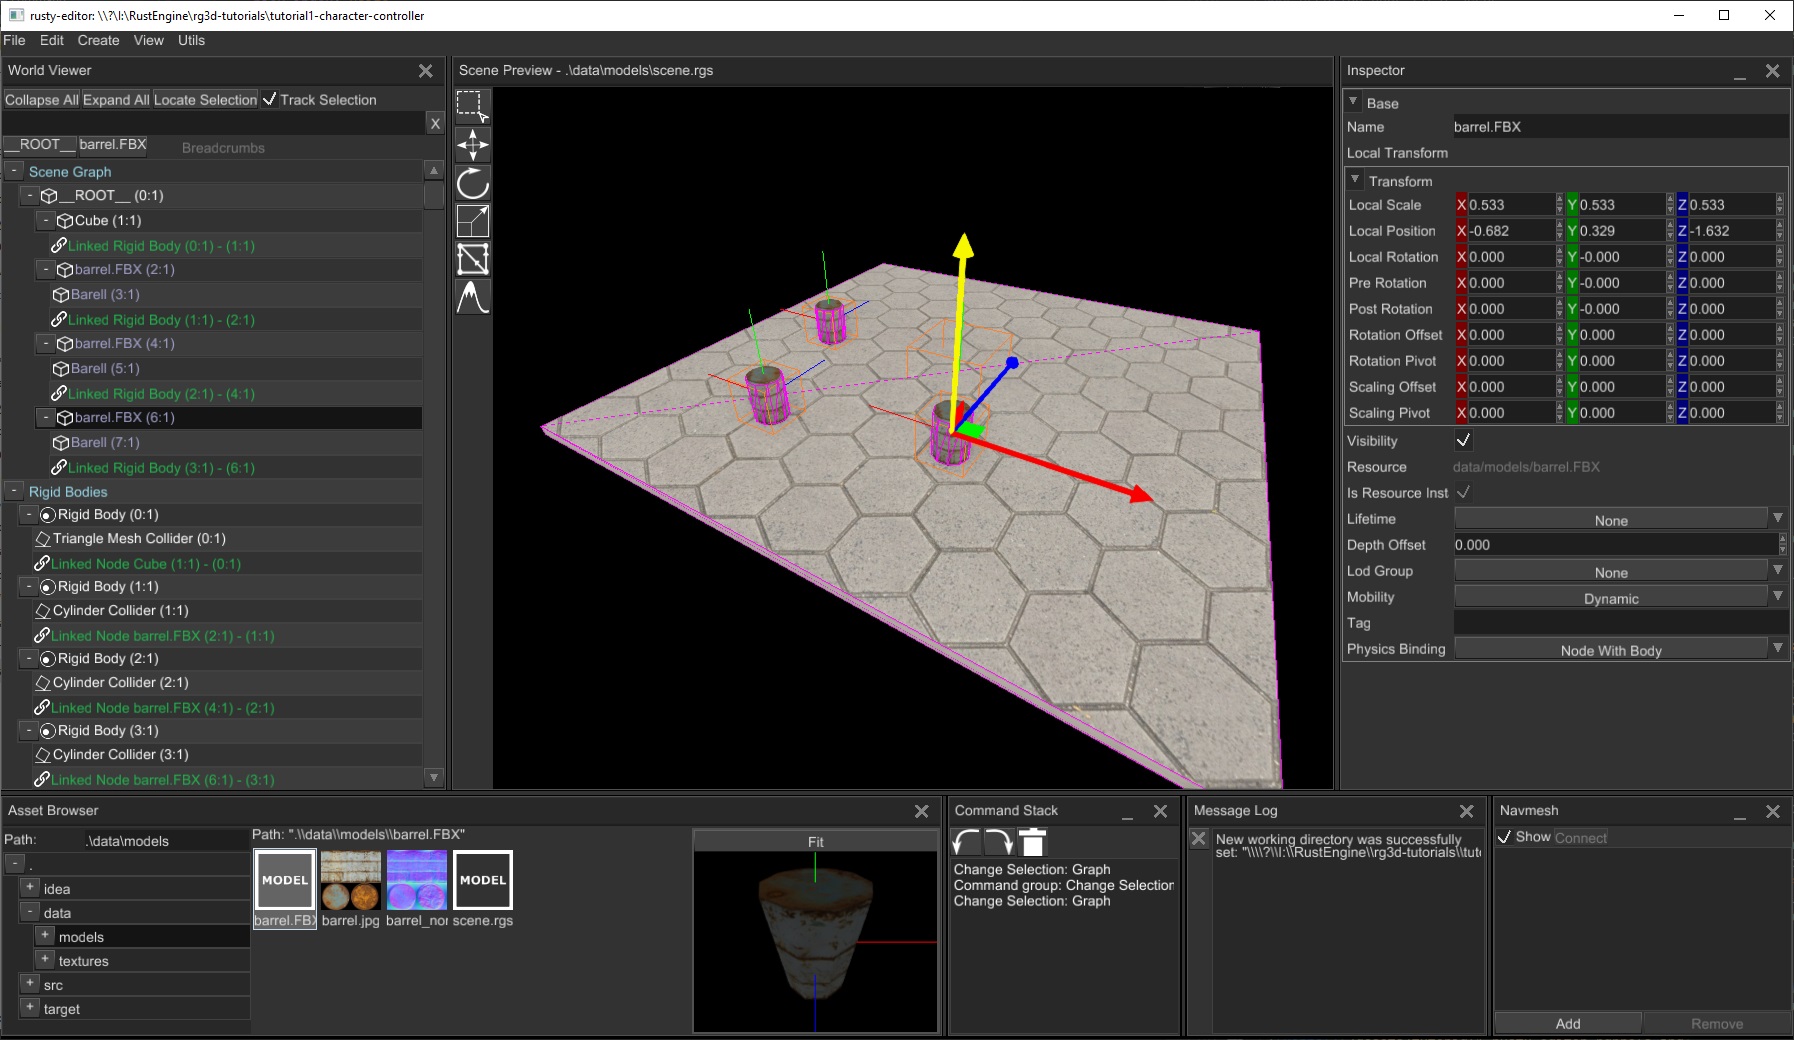 rusty-editor: \\?\I:\RustEngine\rg3d-tutorials\tutorial1-character-controller
File Edit Create View Utils
World Viewer
Collapse All Expand All Locate Selection Track Selection
X
__ROOT__ barrel.FBX Breadcrumbs
- Scene Graph
- __ROOT__ (0:1)
- Cube (1:1)
Linked Rigid Body (0:1) - (1:1)
- barrel.FBX (2:1)
Barell (3:1)
Linked Rigid Body (1:1) - (2:1)
- barrel.FBX (4:1)
Barell (5:1)
Linked Rigid Body (2:1) - (4:1)
- barrel.FBX (6:1)
Barell (7:1)
Linked Rigid Body (3:1) - (6:1)
- Rigid Bodies
- Rigid Body (0:1)
Triangle Mesh Collider (0:1)
Linked Node Cube (1:1) - (0:1)
- Rigid Body (1:1)
Cylinder Collider (1:1)
Linked Node barrel.FBX (2:1) - (1:1)
- Rigid Body (2:1)
Cylinder Collider (2:1)
Linked Node barrel.FBX (4:1) - (2:1)
- Rigid Body (3:1)
Cylinder Collider (3:1)
Linked Node barrel.FBX (6:1) - (3:1)
Scene Preview - .\data\models\scene.rgs
Inspector
Base
Name barrel.FBX
Local Transform
Transform
Local Scale X 0.533 Y 0.533 Z 0.533
Local Position X -0.682 Y 0.329 Z -1.632
Local Rotation X 0.000 Y -0.000 Z 0.000
Pre Rotation X 0.000 Y -0.000 Z 0.000
Post Rotation X 0.000 Y -0.000 Z 0.000
Rotation Offset X 0.000 Y 0.000 Z 0.000
Rotation Pivot X 0.000 Y 0.000 Z 0.000
Scaling Offset X 0.000 Y 0.000 Z 0.000
Scaling Pivot X 0.000 Y 0.000 Z 0.000
Visibility
Resource data/models/barrel.FBX
Is Resource Inst
Lifetime None
Depth Offset 0.000
Lod Group None
Mobility Dynamic
Tag
Physics Binding Node With Body
Asset Browser
Path: .\data\models
- .
+ idea
- data
+ models
+ textures
+ src
+ target
Path: ".\\data\\models\\barrel.FBX"
MODEL MODEL
barrel.FBX barrel.jpg barrel_nor scene.rgs
Fit
Command Stack
Change Selection: Graph
Command group: Change Selection
Change Selection: Graph
Message Log
New working directory was successfully
set: "\\\\?\\I:\\RustEngine\\rg3d-tutorials\\tuto
Navmesh
Show Connect
Add Remove